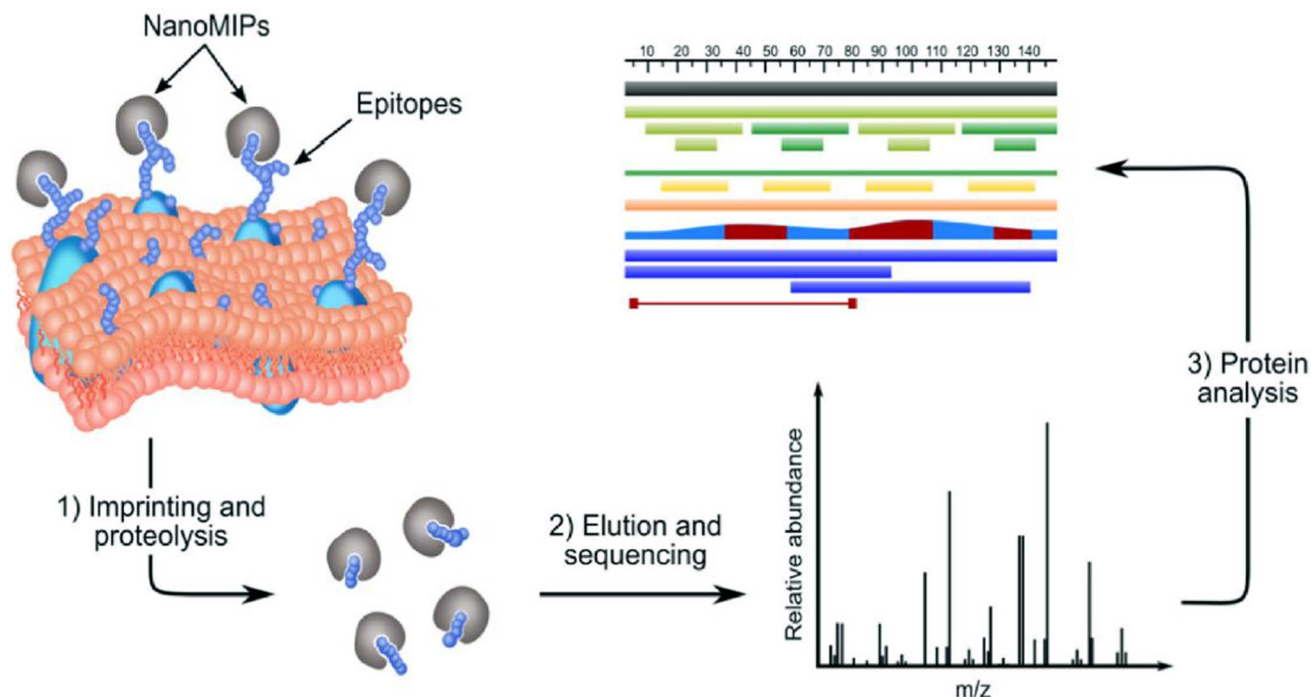 NanoMIPs
Epitopes
10 20 30 40 50 60 70 80 90 100 110 120 130 140
1) Imprinting and
proteolysis
2) Elution and
sequencing
Relative abundance
m/z
3) Protein
analysis